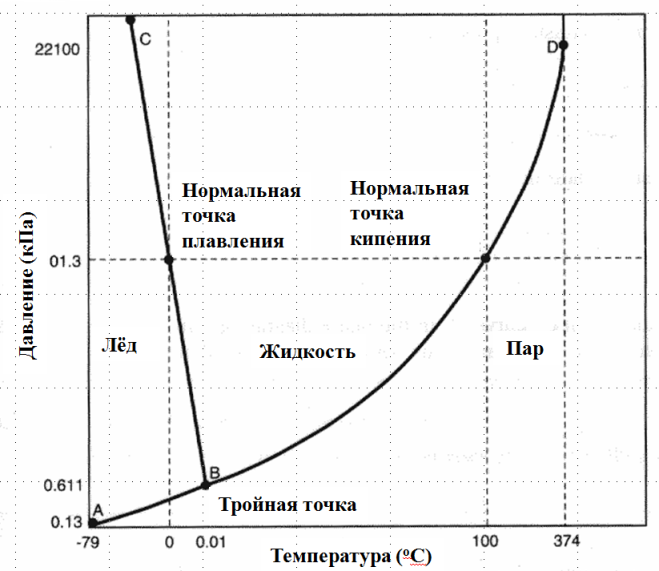 C
22100
D
Нормальная
точка
плавления
Нормальная
точка
кипения
Давление (кПа)
01.3
Лёд
Жидкость
Пар
B
0.611
A
Тройная точка
0.13
-79
0
0.01
100
374
Температура (⁰С)